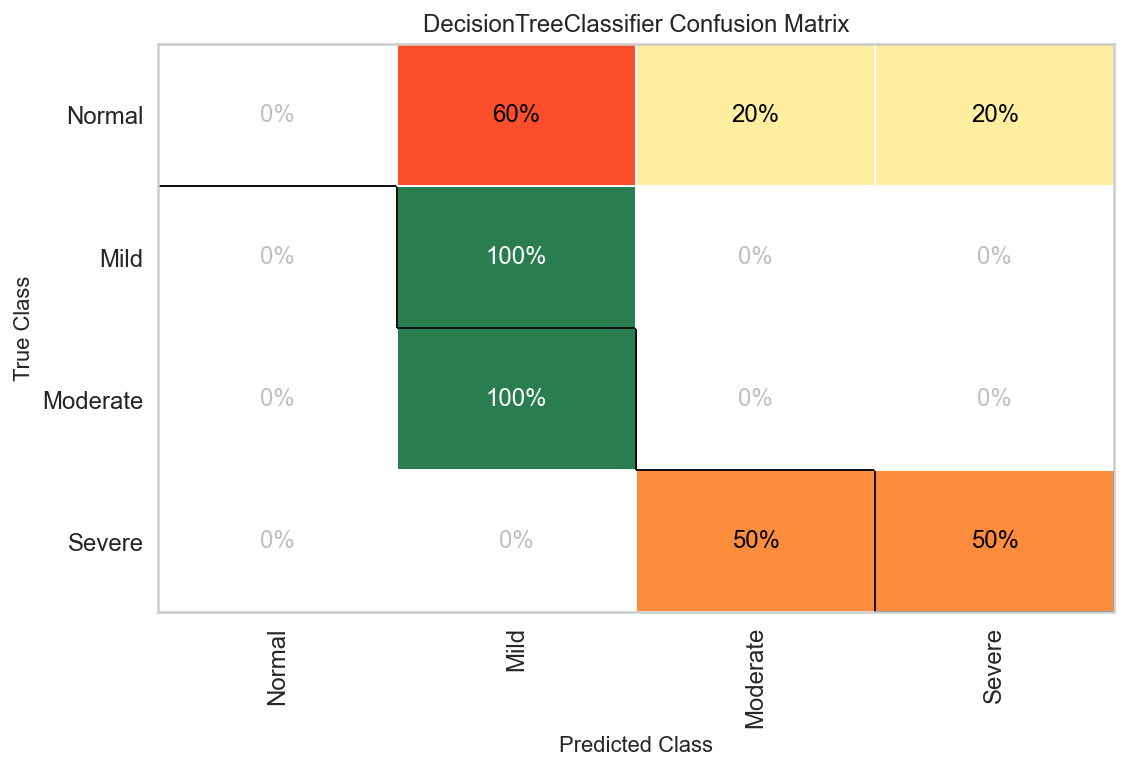 DecisionTreeClassifier Confusion Matrix
True Class
Normal 0% 60% 20% 20%
Mild 0% 100% 0% 0%
Moderate 0% 100% 0% 0%
Severe 0% 0% 50% 50%
Normal Mild Moderate Severe
Predicted Class